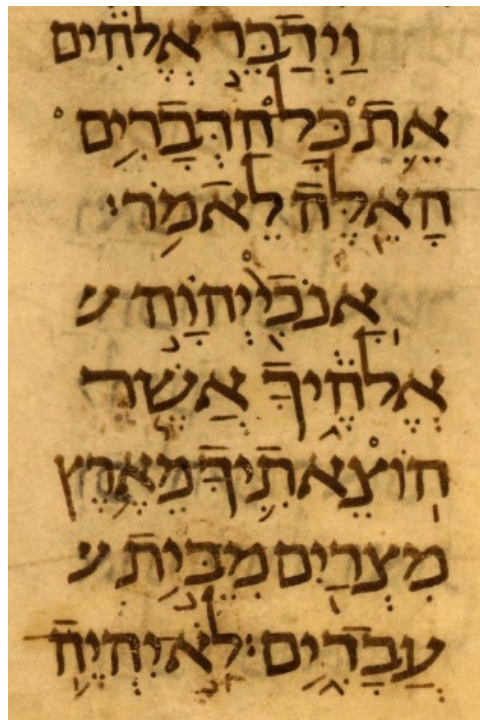 וַיְדַבֵּר אֱלֹהִים
אֵת כָּל הַדְּבָרִים
הָאֵלֶּה לֵאמֹר׃
אָנֹכִי יְהוָה
אֱלֹהֶיךָ אֲשֶׁר
הוֹצֵאתִיךָ מֵאֶרֶץ
מִצְרַיִם מִבֵּית
עֲבָדִים׃ לֹא יִהְיֶה